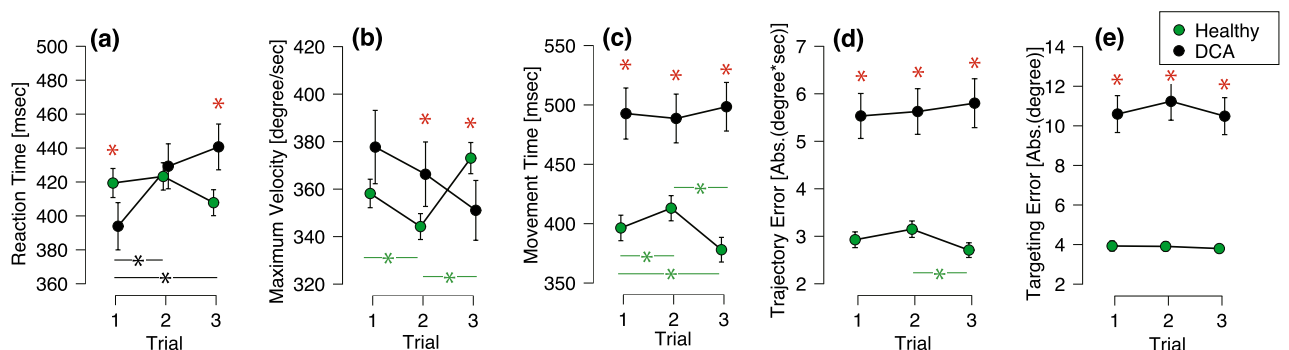 Healthy
DCA
(a)
Reaction Time [msec]
500
480
460
440
420
400
380
360
*
*
*
*
1 2 3
Trial
(b)
Maximum Velocity [degree/sec]
420
400
380
360
340
320
*
*
*
*
1 2 3
Trial
(c)
Movement Time [msec]
550
500
450
400
350
*
*
*
*
*
*
1 2 3
Trial
(d)
Trajectory Error [Abs.(degree*sec)]
7
6
5
4
3
2
*
*
*
*
1 2 3
Trial
(e)
Targeting Error [Abs.(degree)]
14
12
10
8
6
4
2
*
*
*
1 2 3
Trial